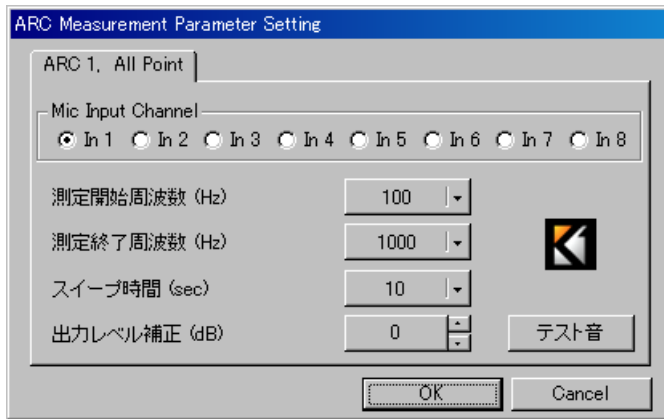 ARC Measurement Parameter Setting
ARC 1, All Point
Mic Input Channel
In 1 In 2 In 3 In 4 In 5 In 6 In 7 In 8
測定開始周波数 (Hz) 100
測定終了周波数 (Hz) 1000
スイープ時間 (sec) 10
出力レベル補正 (dB) 0 テスト音
OK Cancel